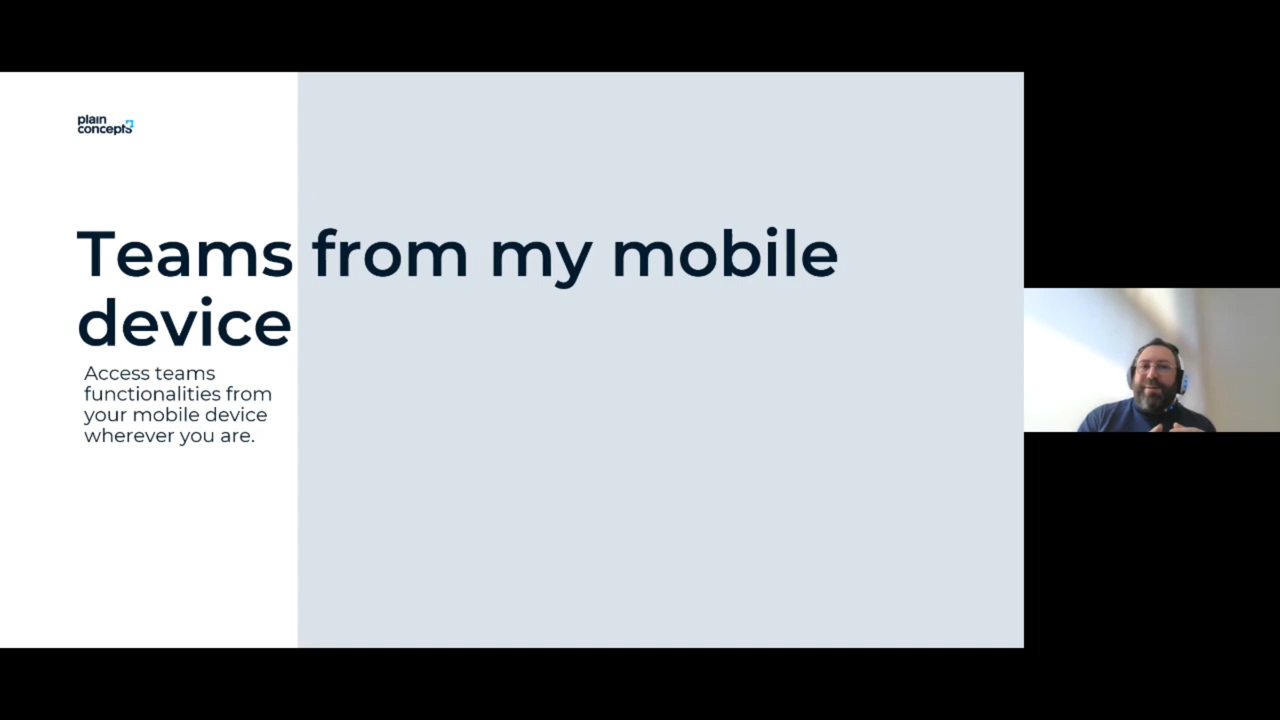 plain
concepts
Teams from my mobile
device
Access teams
functionalities from
your mobile device
wherever you are.